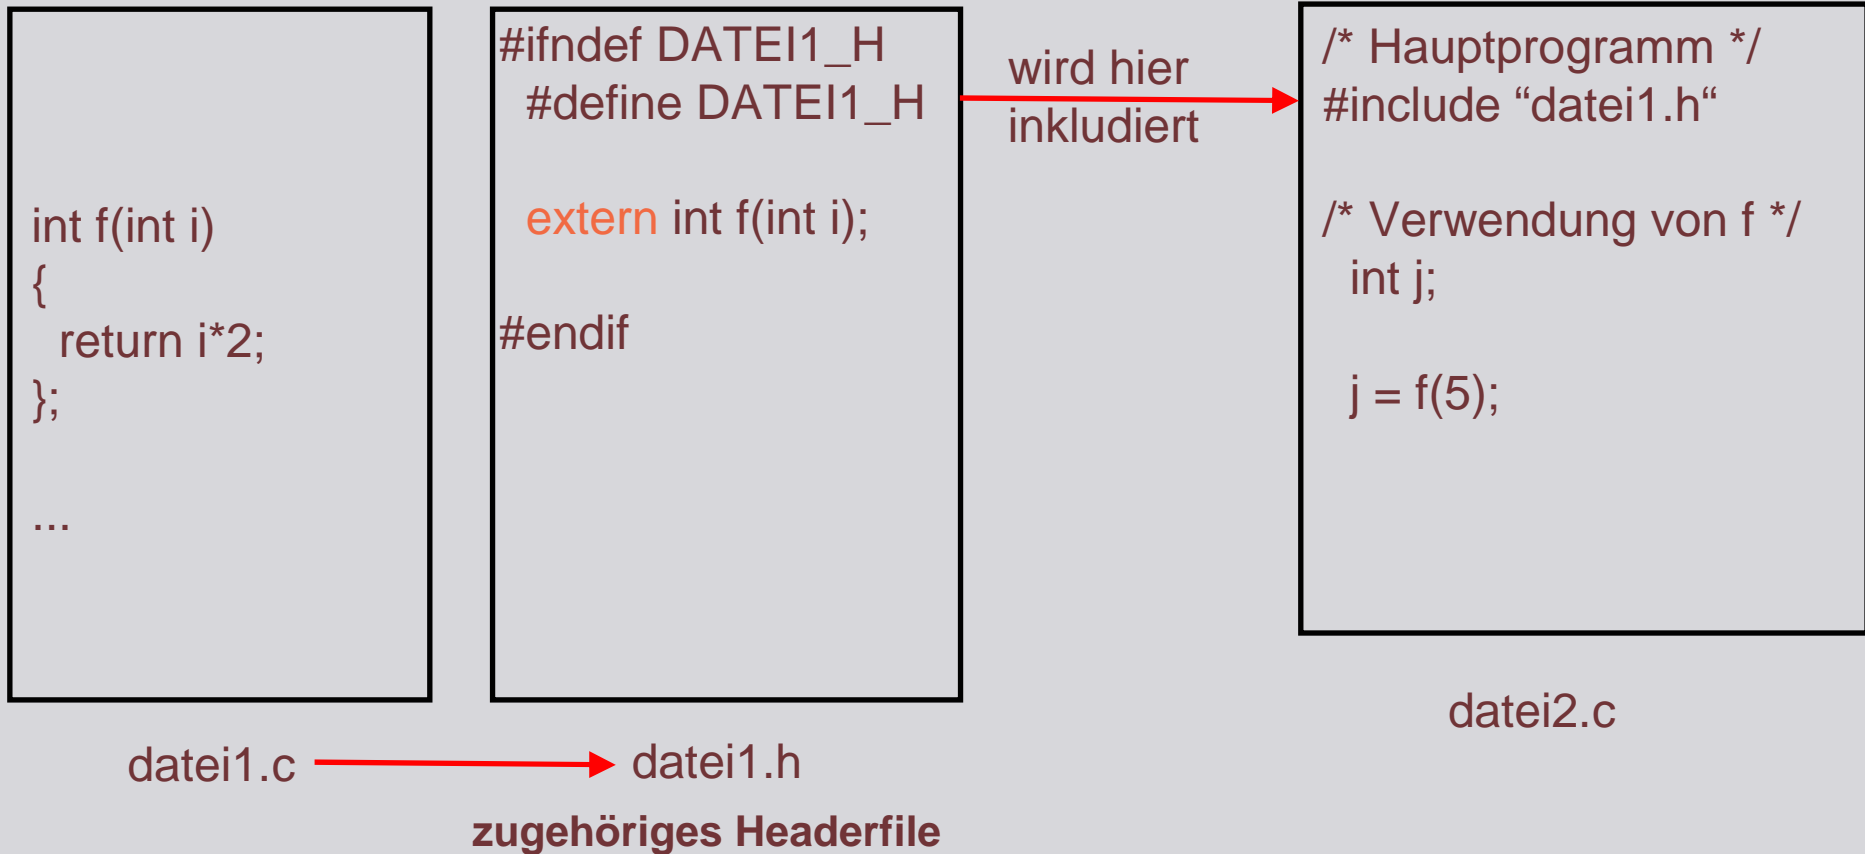 int f(int i)
{
return i*2;
};
...
datei1.c
#ifndef DATEI1_H
#define DATEI1_H
extern int f(int i);
#endif
datei1.h
zugehöriges Headerfile
wird hier
inkludiert
/* Hauptprogramm */
#include “datei1.h“
/* Verwendung von f */
int j;
j = f(5);
datei2.c